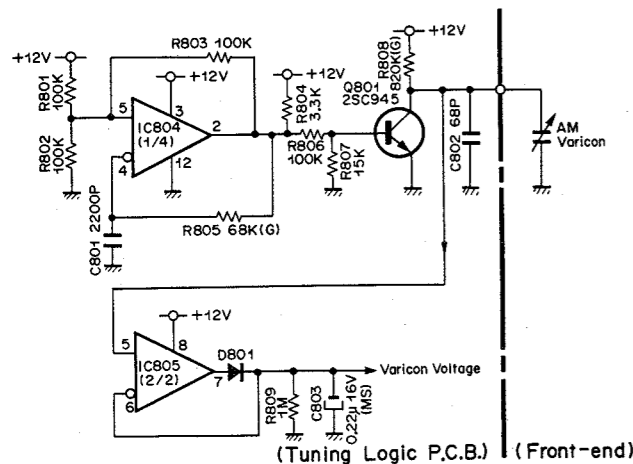 +12V
R803 100K
+12V
R801
100K
5
3
IC804
(1/4)
2
12
4
R802
100K
+12V
R804
3.3K
R806
100K
R807
15K
R805 68K(G)
C801 2200P
+12V
R808
820K(G)
Q801
2SC945
C802 68P
AM
Varicon
+12V
5
8
IC805
(2/2)
7
6
D801
Varicon Voltage
R809
1M
C803
0.22μ 16V
(MS)
(Tuning Logic P.C.B.) (Front-end)